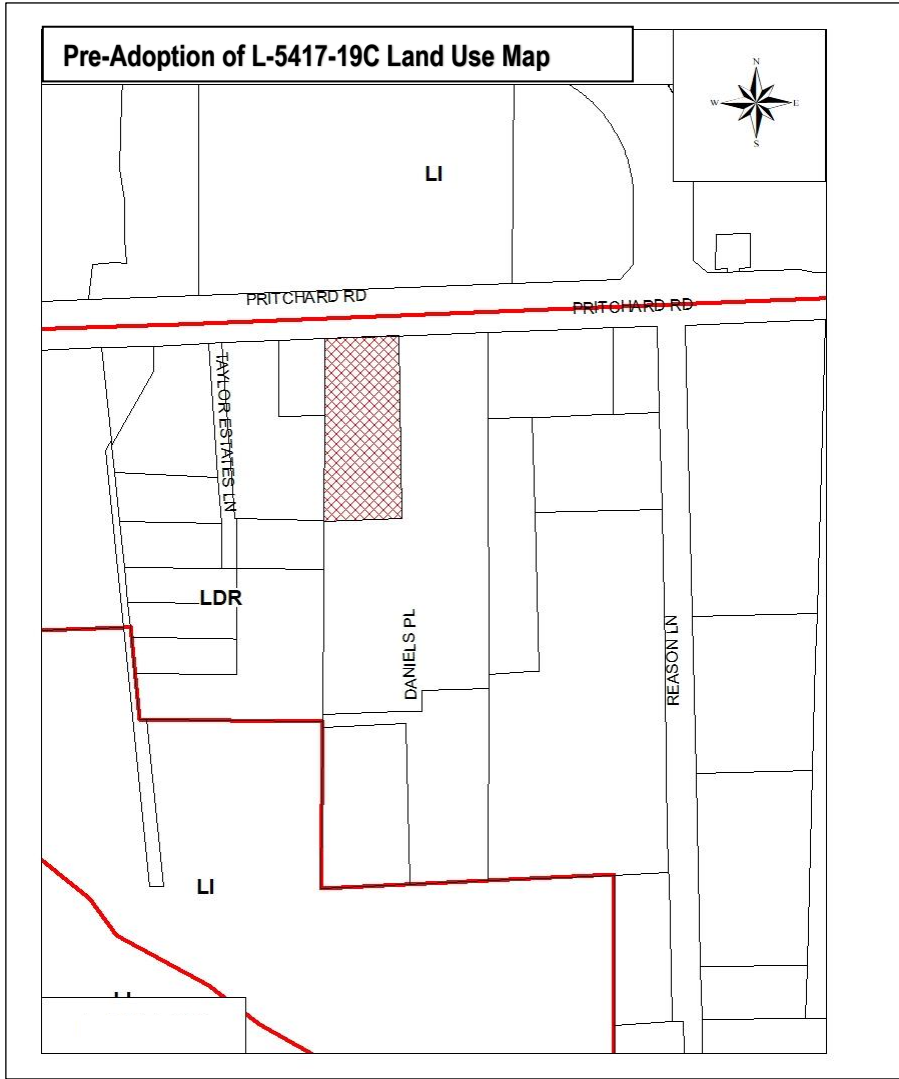 Pre-Adoption of L-5417-19C Land Use Map
N
W E
S
LI
PRITCHARD RD
PRITCHARD RD
TAYLOR ESTATES LN
LDR
DANIELS PL
REASON LN
LI